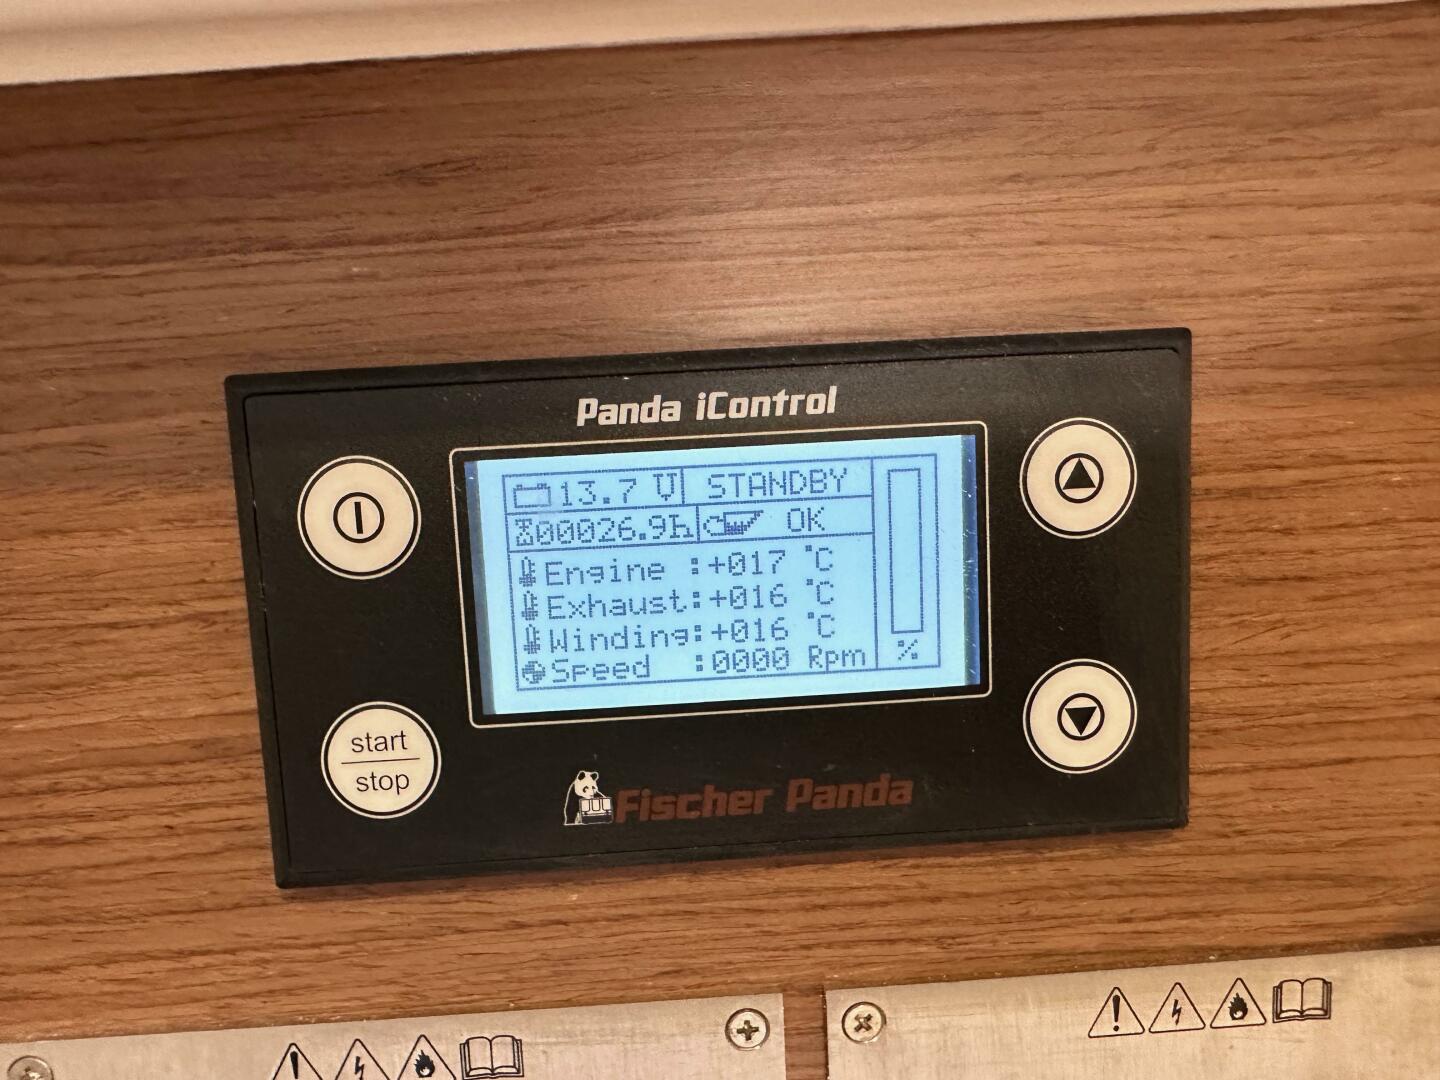 Panda iControl
13.7 V STANDBY
00026.9h OK
Engine :+017 °C
Exhaust:+016 °C
Winding:+016 °C
Speed :0000 Rpm
%
start
stop
Fischer Panda